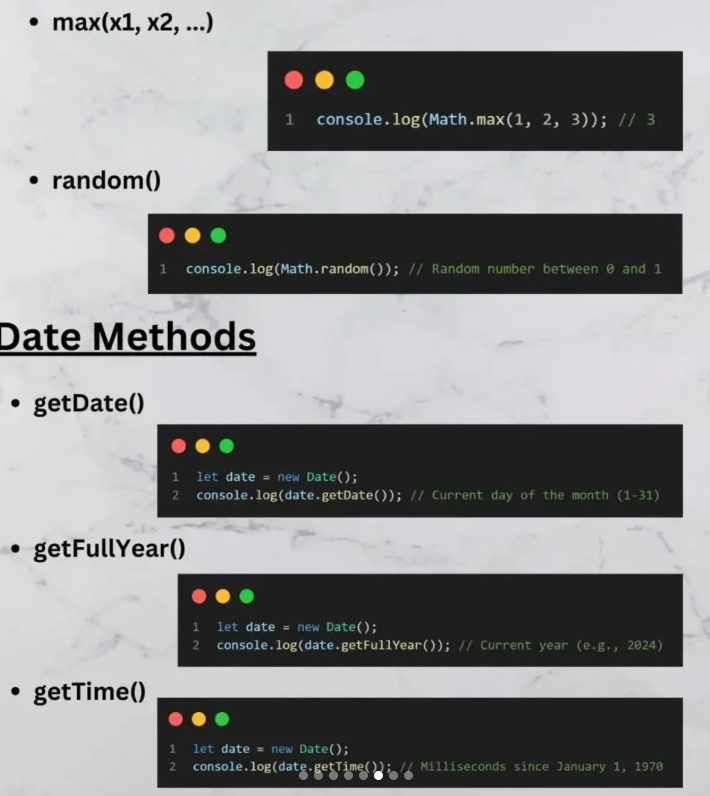 • max(x1, x2, ...)
1 console.log(Math.max(1, 2, 3)); // 3
• random()
1 console.log(Math.random()); // Random number between 0 and 1
Date Methods
• getDate()
1 let date = new Date();
2 console.log(date.getDate()); // Current day of the month (1-31)
• getFullYear()
1 let date = new Date();
2 console.log(date.getFullYear()); // Current year (e.g., 2024)
• getTime()
1 let date = new Date();
2 console.log(date.getTime()); // Milliseconds since January 1, 1970